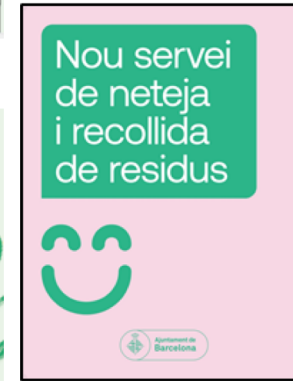 Nou servei
de neteja
i recollida
de residus
Ajuntament de
Barcelona